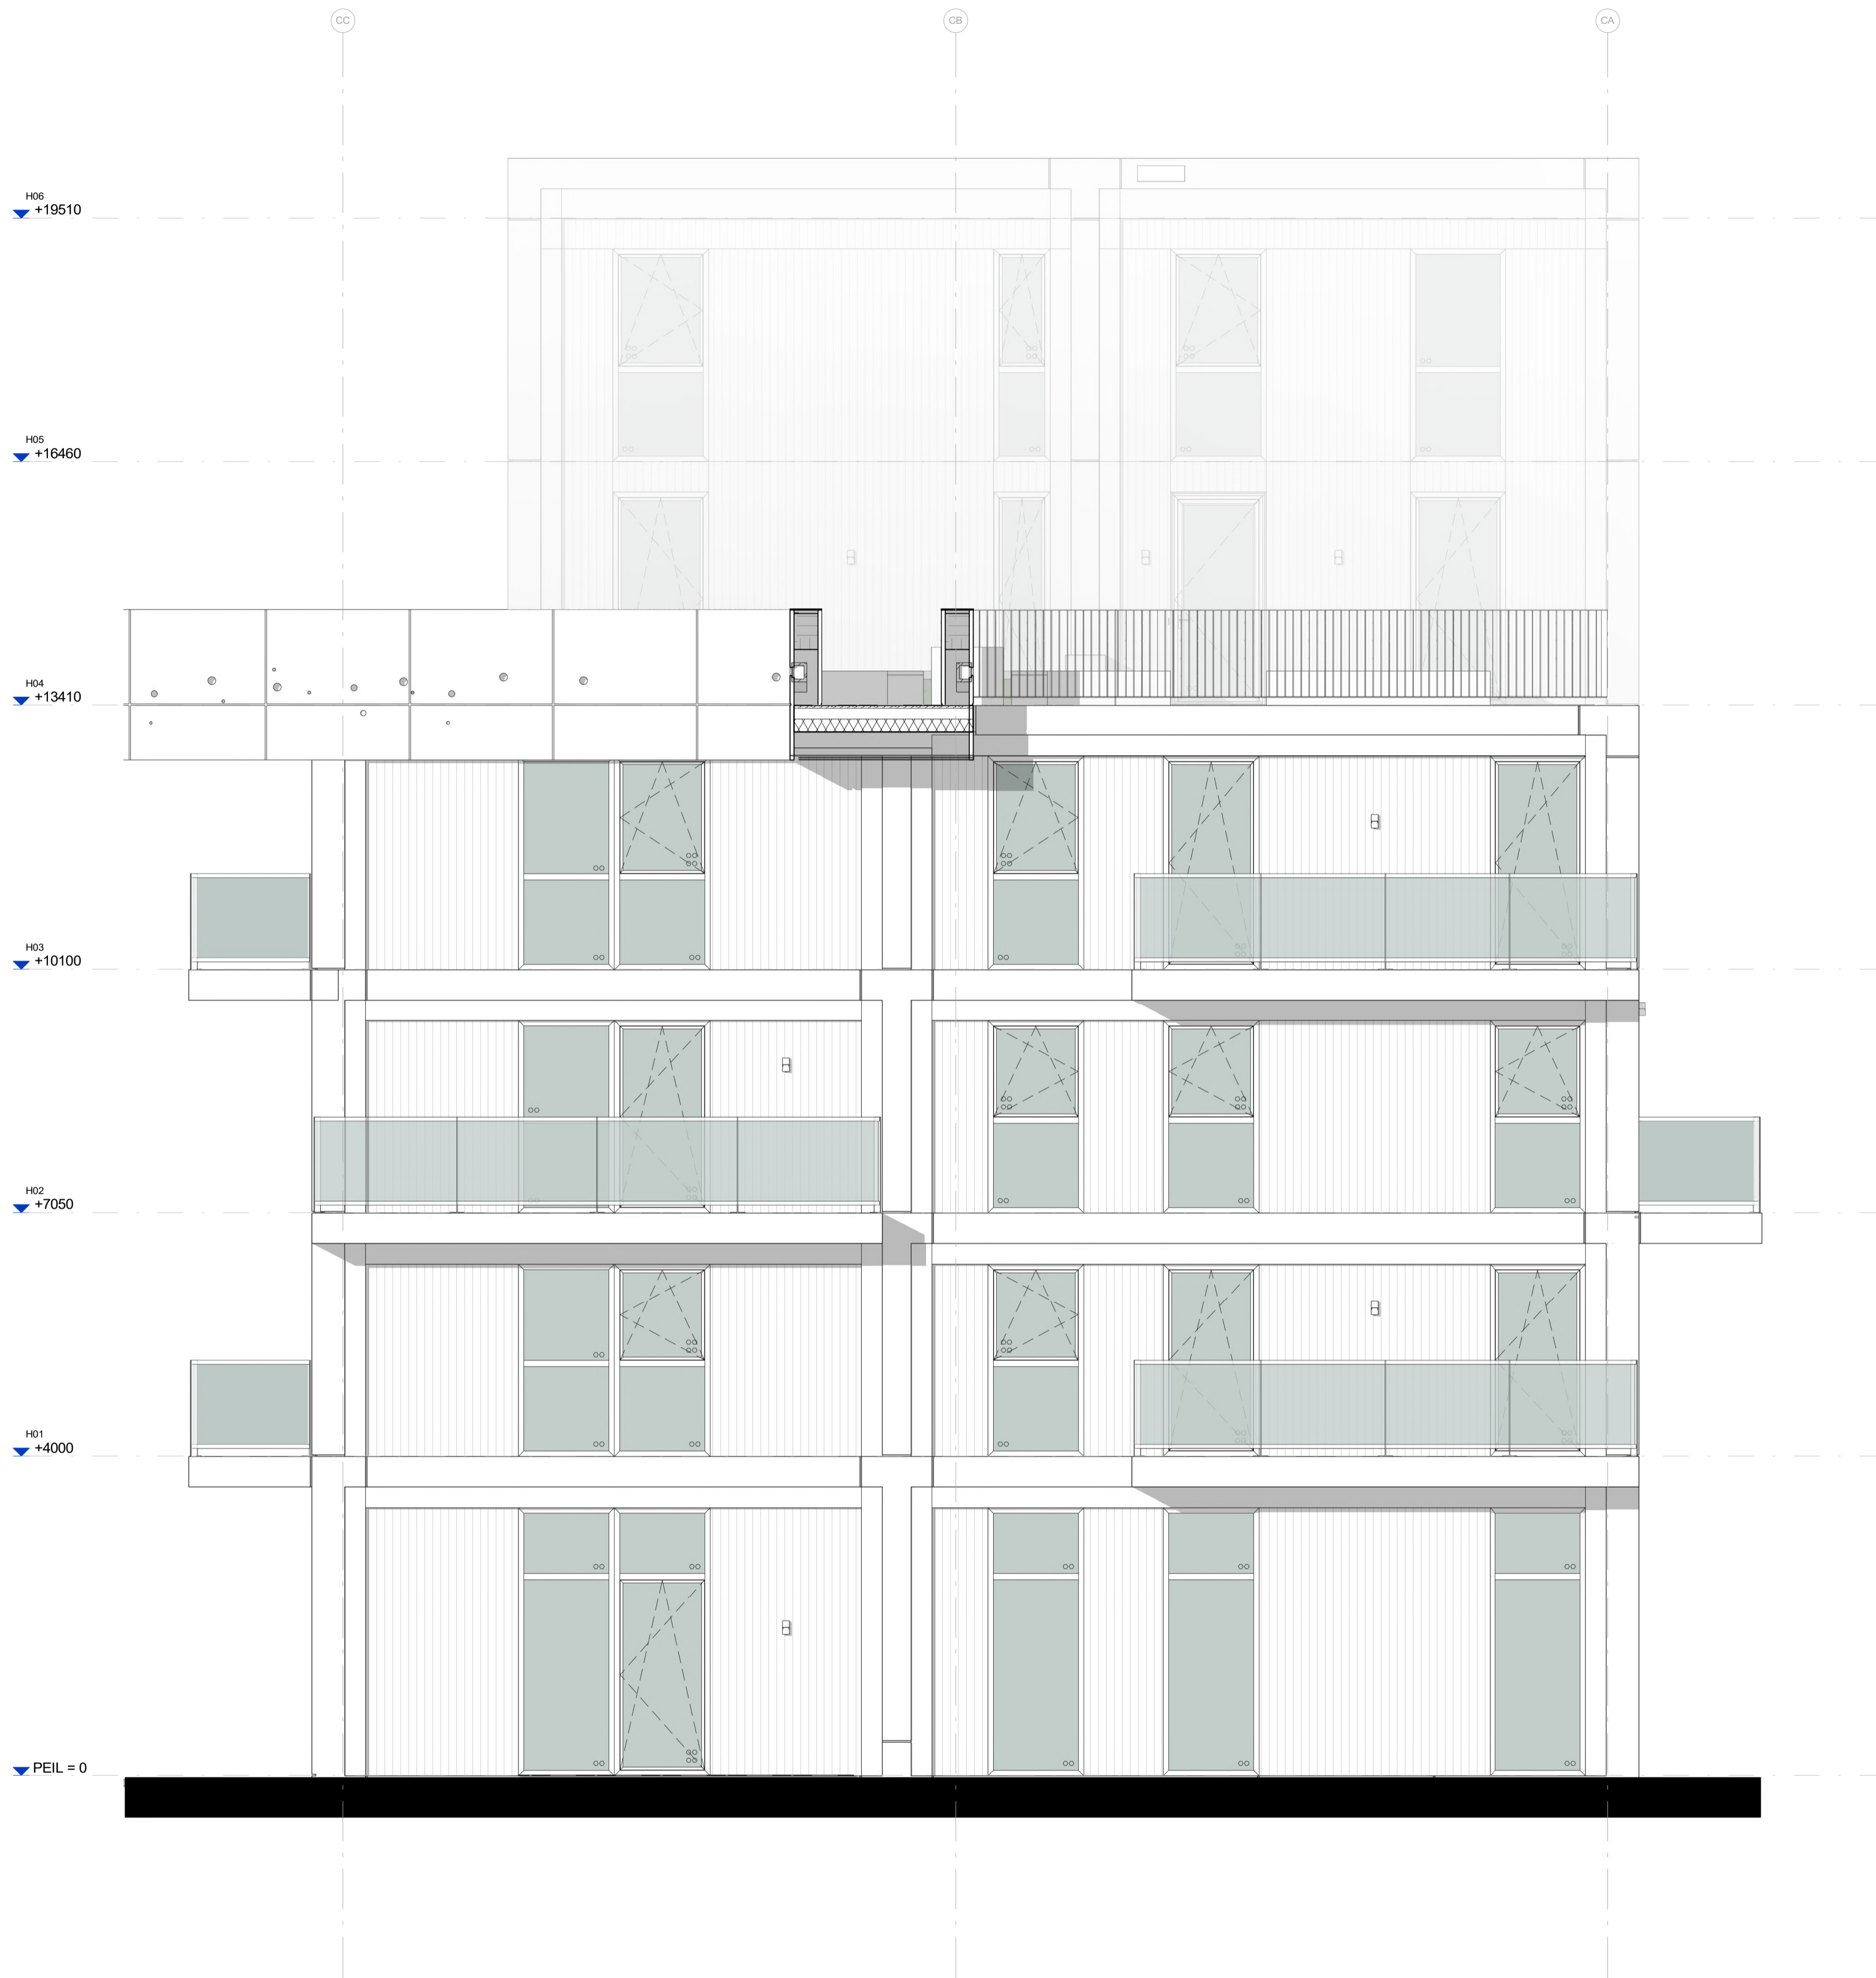 CC
CB
CA
H06
+19510
H05
+16460
H04
+13410
H03
+10100
H02
+7050
H01
+4000
PEIL = 0